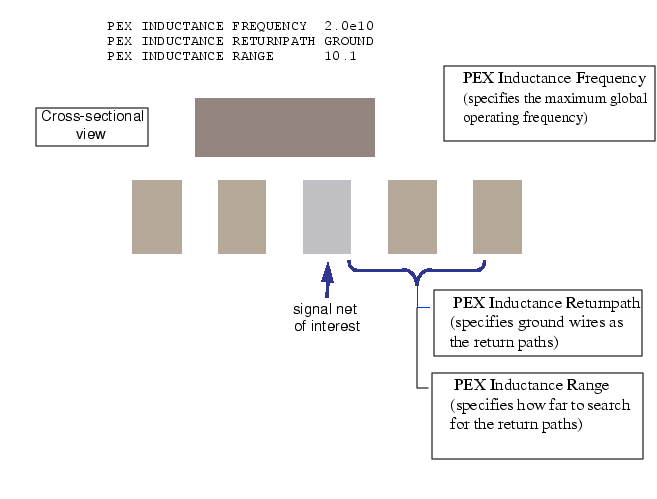 PEX INDUCTANCE FREQUENCY 2.0e10
PEX INDUCTANCE RETURNPATH GROUND
PEX INDUCTANCE RANGE 10.1
PEX Inductance Frequency
(specifies the maximum global
operating frequency)
Cross-sectional
view
signal net
of interest
PEX Inductance Returnpath
(specifies ground wires as
the return paths)
PEX Inductance Range
(specifies how far to search
for the return paths)